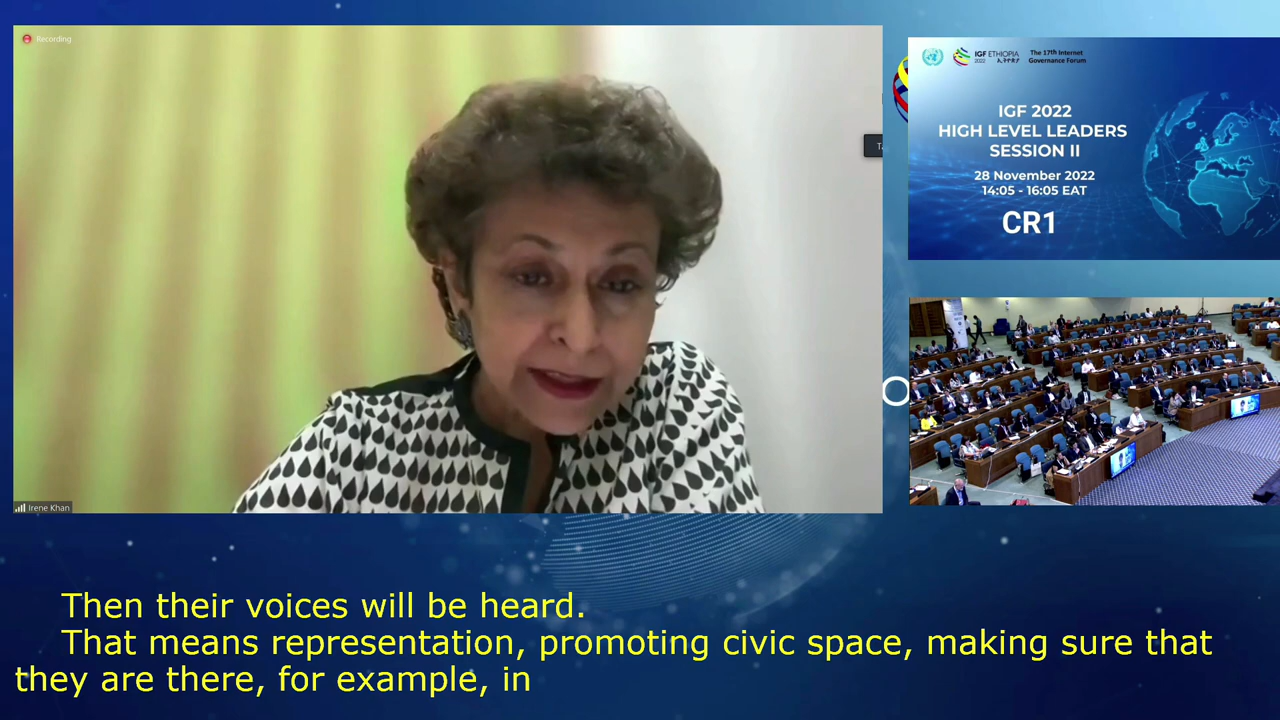 Recording
IGF ETHIOPIA
2022 ኢትዮጵያ
The 17th Internet
Governance Forum
IGF 2022
HIGH LEVEL LEADERS
SESSION II
28 November 2022
14:05 - 16:05 EAT
CR1
Irene Khan
Then their voices will be heard.
That means representation, promoting civic space, making sure that
they are there, for example, in